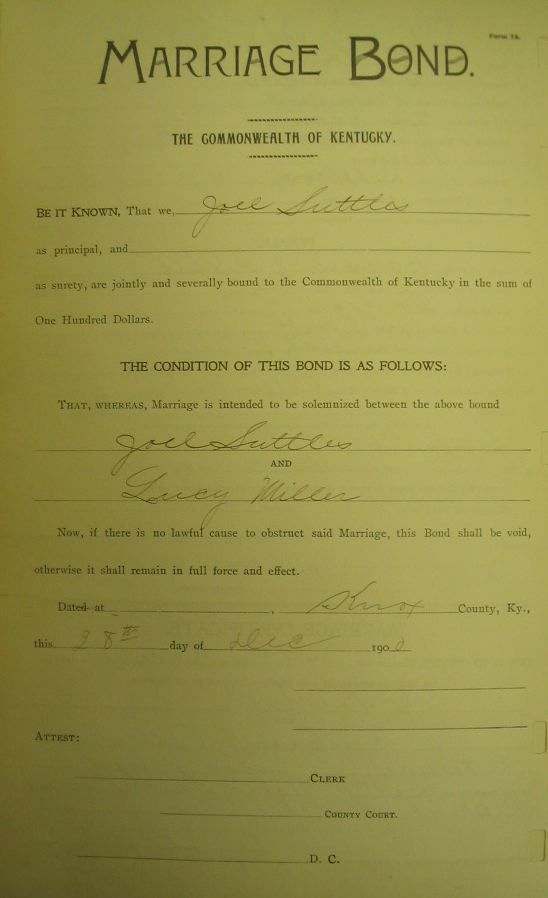 Form 78.
MARRIAGE BOND.
THE COMMONWEALTH OF KENTUCKY.
BE IT KNOWN, That we, Joel Suttles
as principal, and
as surety, are jointly and severally bound to the Commonwealth of Kentucky in the sum of
One Hundred Dollars.
THE CONDITION OF THIS BOND IS AS FOLLOWS:
THAT, WHEREAS, Marriage is intended to be solemnized between the above bound
Joel Suttles
AND
Lucy Miller
Now, if there is no lawful cause to obstruct said Marriage, this Bond shall be void,
otherwise it shall remain in full force and effect.
Dated at , Knox County, Ky.,
this 28th day of Dec 1900
ATTEST:
CLERK
COUNTY COURT.
D. C.